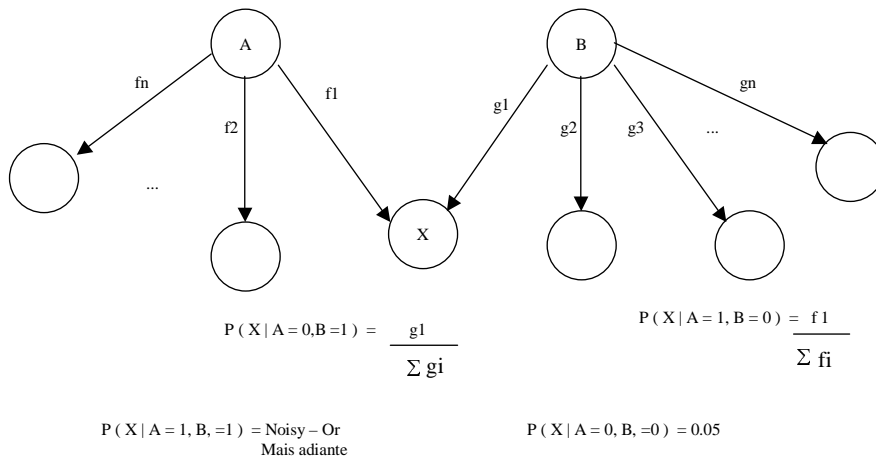 A
B
fn
f2
f1
g1
g2
g3
...
gn
...
X
P ( X | A = 0,B =1 ) = g1
Σ gi
P ( X | A = 1, B = 0 ) = f 1
Σ fi
P ( X | A = 1, B, =1 ) = Noisy – Or
Mais adiante
P ( X | A = 0, B, =0 ) = 0.05